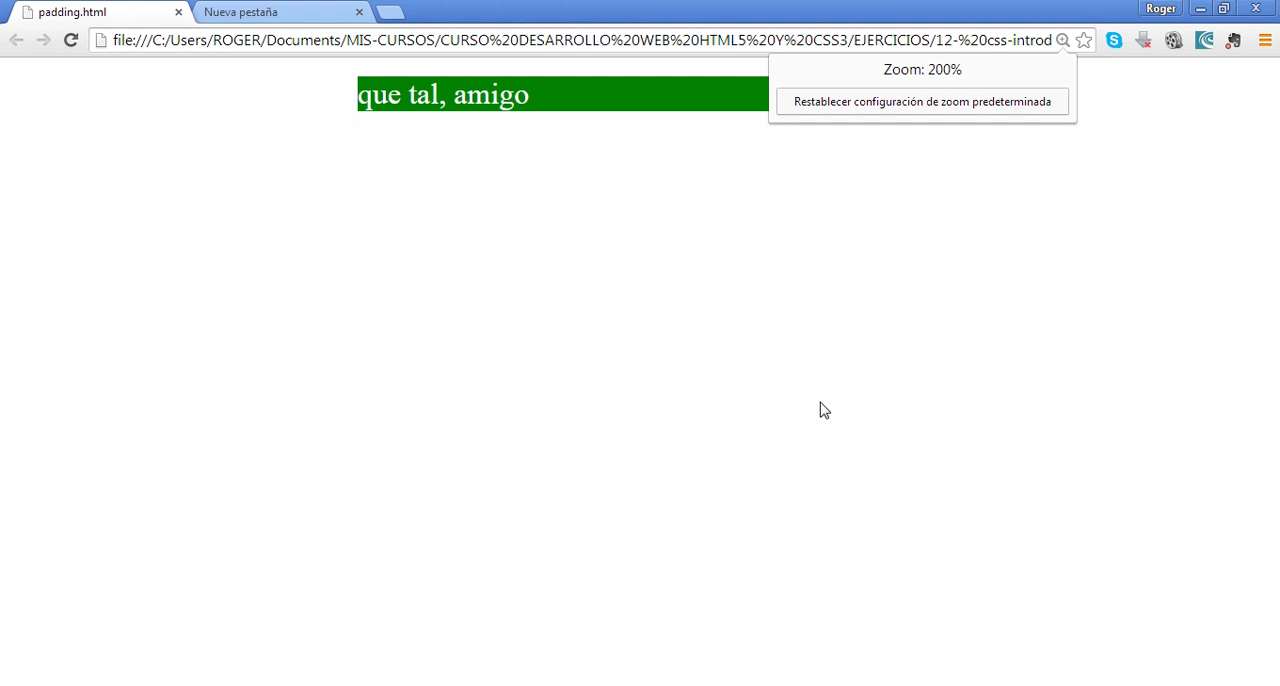 padding.html
Nueva pestaña
Roger
file:///C:/Users/ROGER/Documents/MIS-CURSOS/CURSO%20DESARROLLO%20WEB%20HTML5%20Y%20CSS3/EJERCICIOS/12-%20css-introd
Zoom: 200%
Restablecer configuración de zoom predeterminada
que tal, amigo